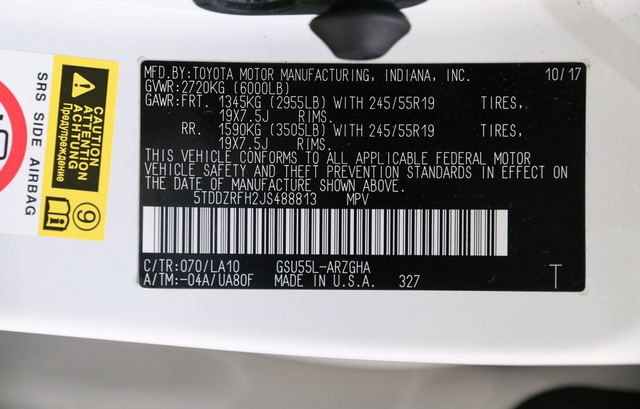 MFD.BY:TOYOTA MOTOR MANUFACTURING, INDIANA, INC. 10/17
GVWR:2720KG (6000LB)
GAWR:FRT. 1345KG (2955LB) WITH 245/55R19 TIRES,
19X7.5J RIMS.
RR. 1590KG (3505LB) WITH 245/55R19 TIRES,
19X7.5J RIMS.
THIS VEHICLE CONFORMS TO ALL APPLICABLE FEDERAL MOTOR
VEHICLE SAFETY AND THEFT PREVENTION STANDARDS IN EFFECT ON
THE DATE OF MANUFACTURE SHOWN ABOVE.
5TDDZRFH2JS488813 MPV
C/TR:070/LA10 GSU55L-ARZGHA
A/TM:-04A/UA80F MADE IN U.S.A. 327
T
SRS SIDE AIRBAG
CAUTION
ATTENTION
ACHTUNG
Предупреждение
9